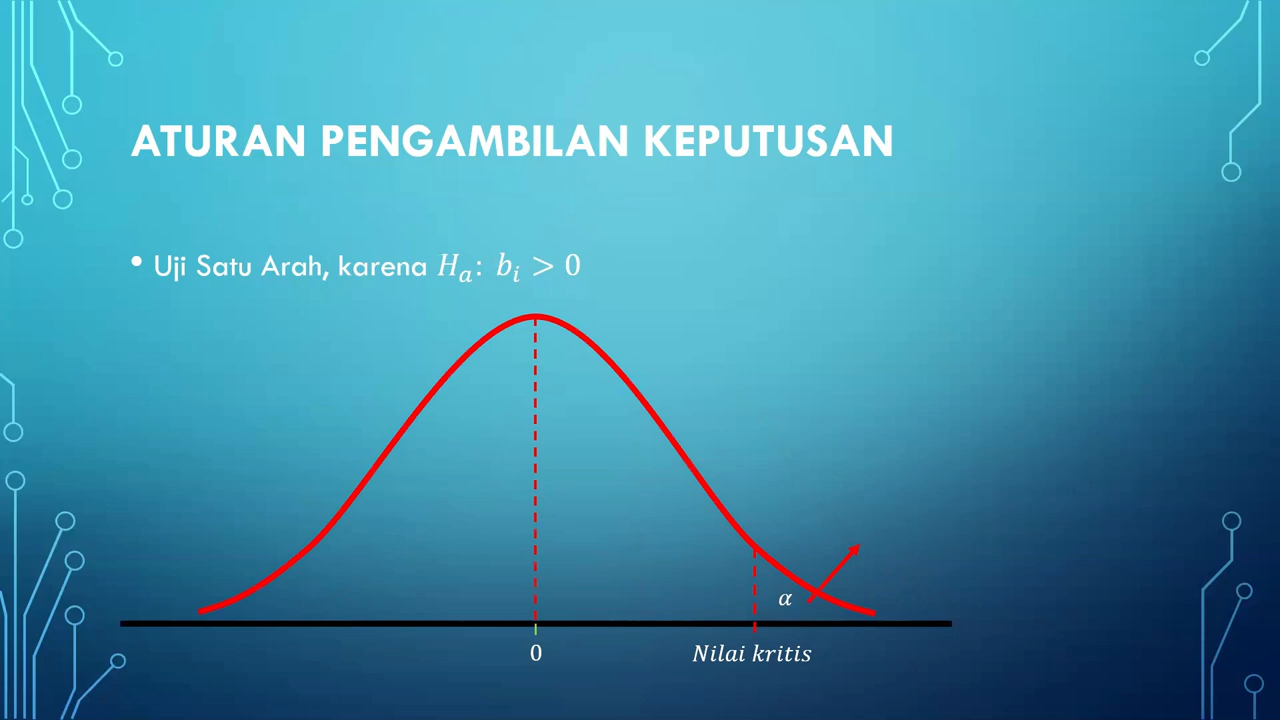 ATURAN PENGAMBILAN KEPUTUSAN
• Uji Satu Arah, karena Hₐ: bᵢ > 0
α
0
Nilai kritis